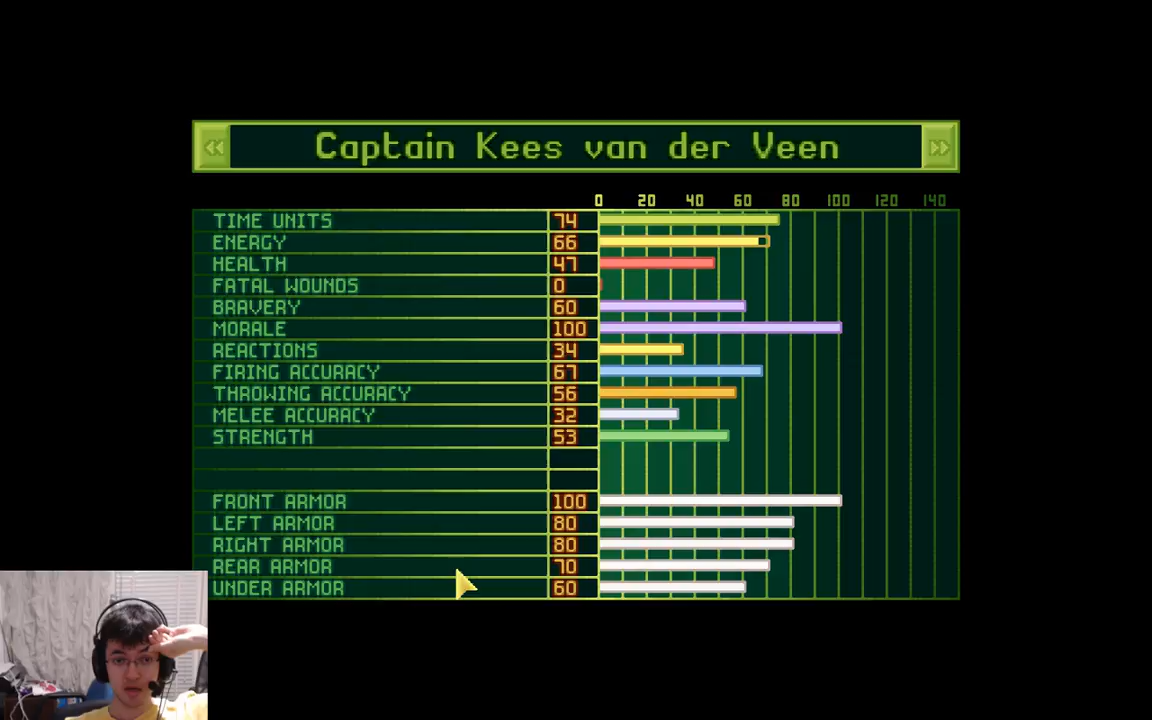 Captain Kees van der Veen
0 20 40 60 80 100 120 140
TIME UNITS 74
ENERGY 66
HEALTH 47
FATAL WOUNDS 0
BRAVERY 60
MORALE 100
REACTIONS 34
FIRING ACCURACY 67
THROWING ACCURACY 56
MELEE ACCURACY 32
STRENGTH 53
FRONT ARMOR 100
LEFT ARMOR 80
RIGHT ARMOR 80
REAR ARMOR 70
UNDER ARMOR 60